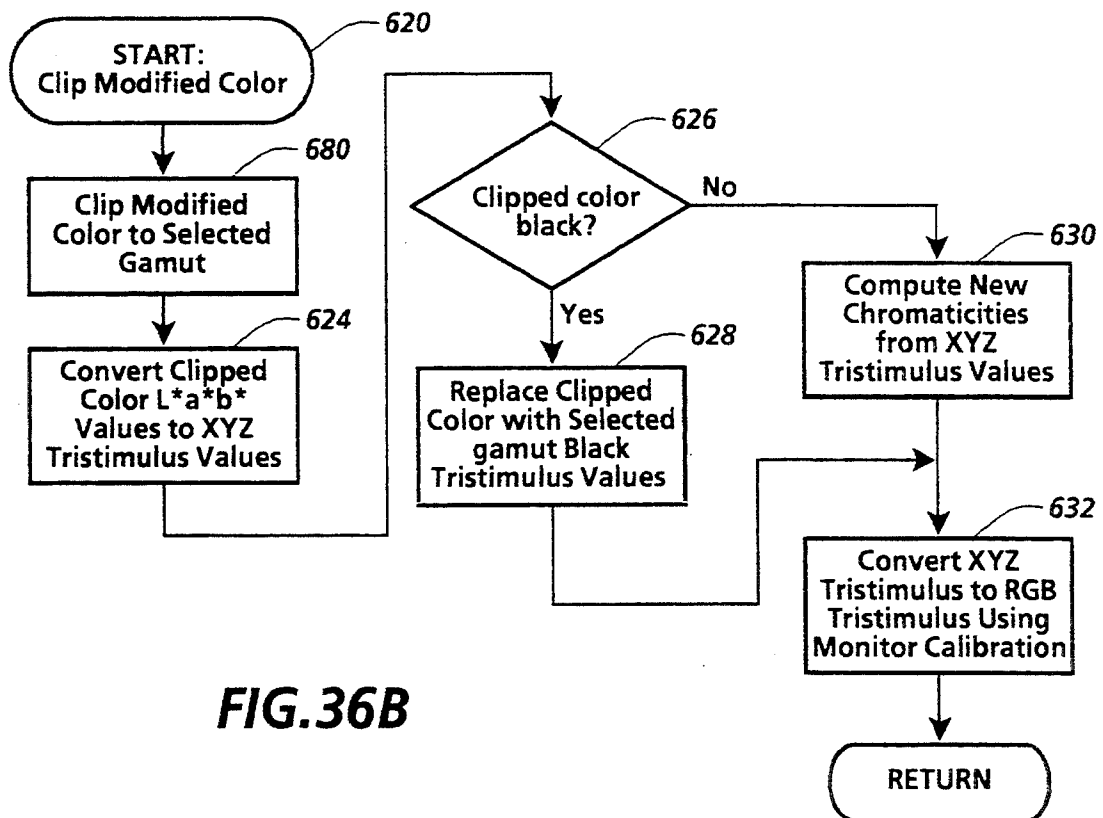 620
START:
Clip Modified Color
680
Clip Modified
Color to Selected
Gamut
624
Convert Clipped
Color L*a*b*
Values to XYZ
Tristimulus Values
626
Clipped color
black?
No
Yes
628
Replace Clipped
Color with Selected
gamut Black
Tristimulus Values
630
Compute New
Chromaticities
from XYZ
Tristimulus Values
632
Convert XYZ
Tristimulus to RGB
Tristimulus Using
Monitor Calibration
RETURN
FIG.36B